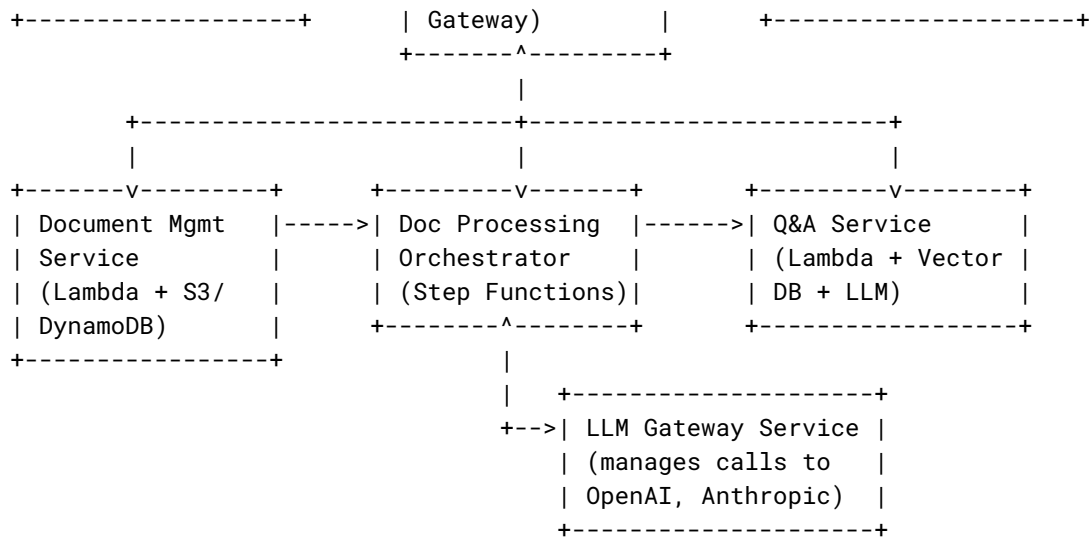 Gateway)
Document Mgmt
Service
(Lambda + S3/
DynamoDB)
Doc Processing
Orchestrator
(Step Functions)
Q&A Service
(Lambda + Vector
DB + LLM)
LLM Gateway Service
(manages calls to
OpenAI, Anthropic)